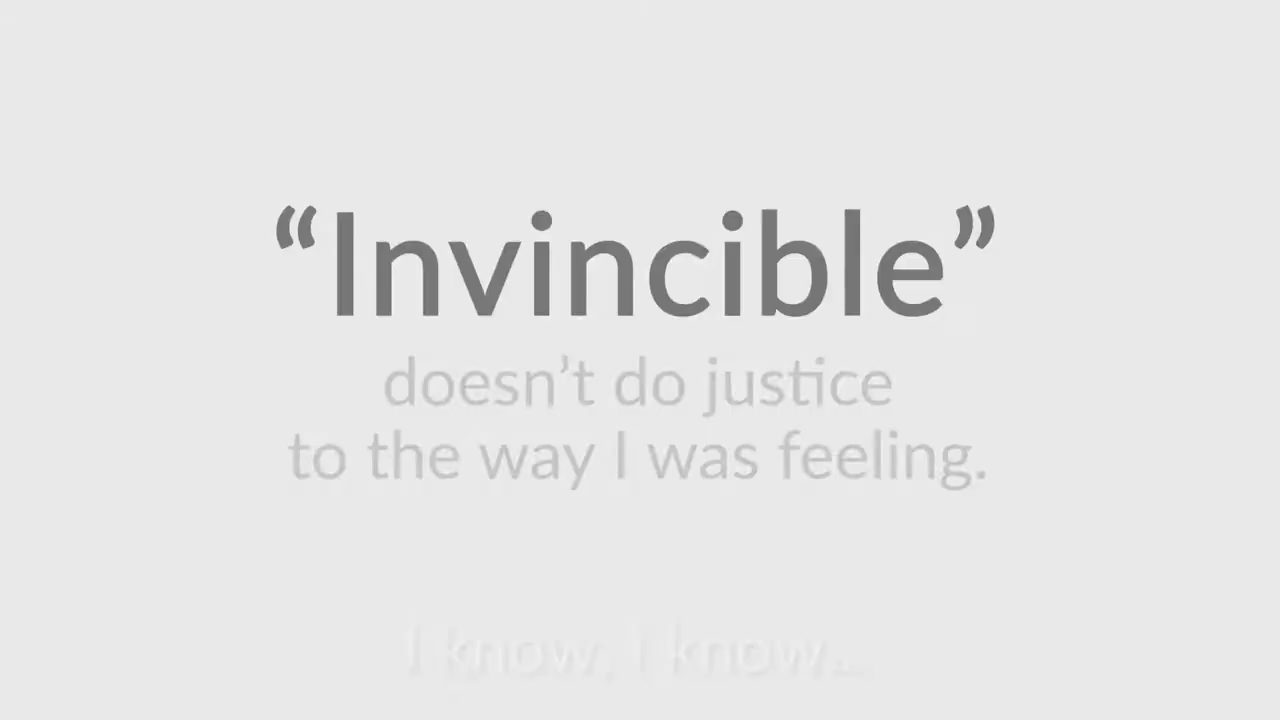 “Invincible”
doesn’t do justice
to the way I was feeling.
I know, I know...